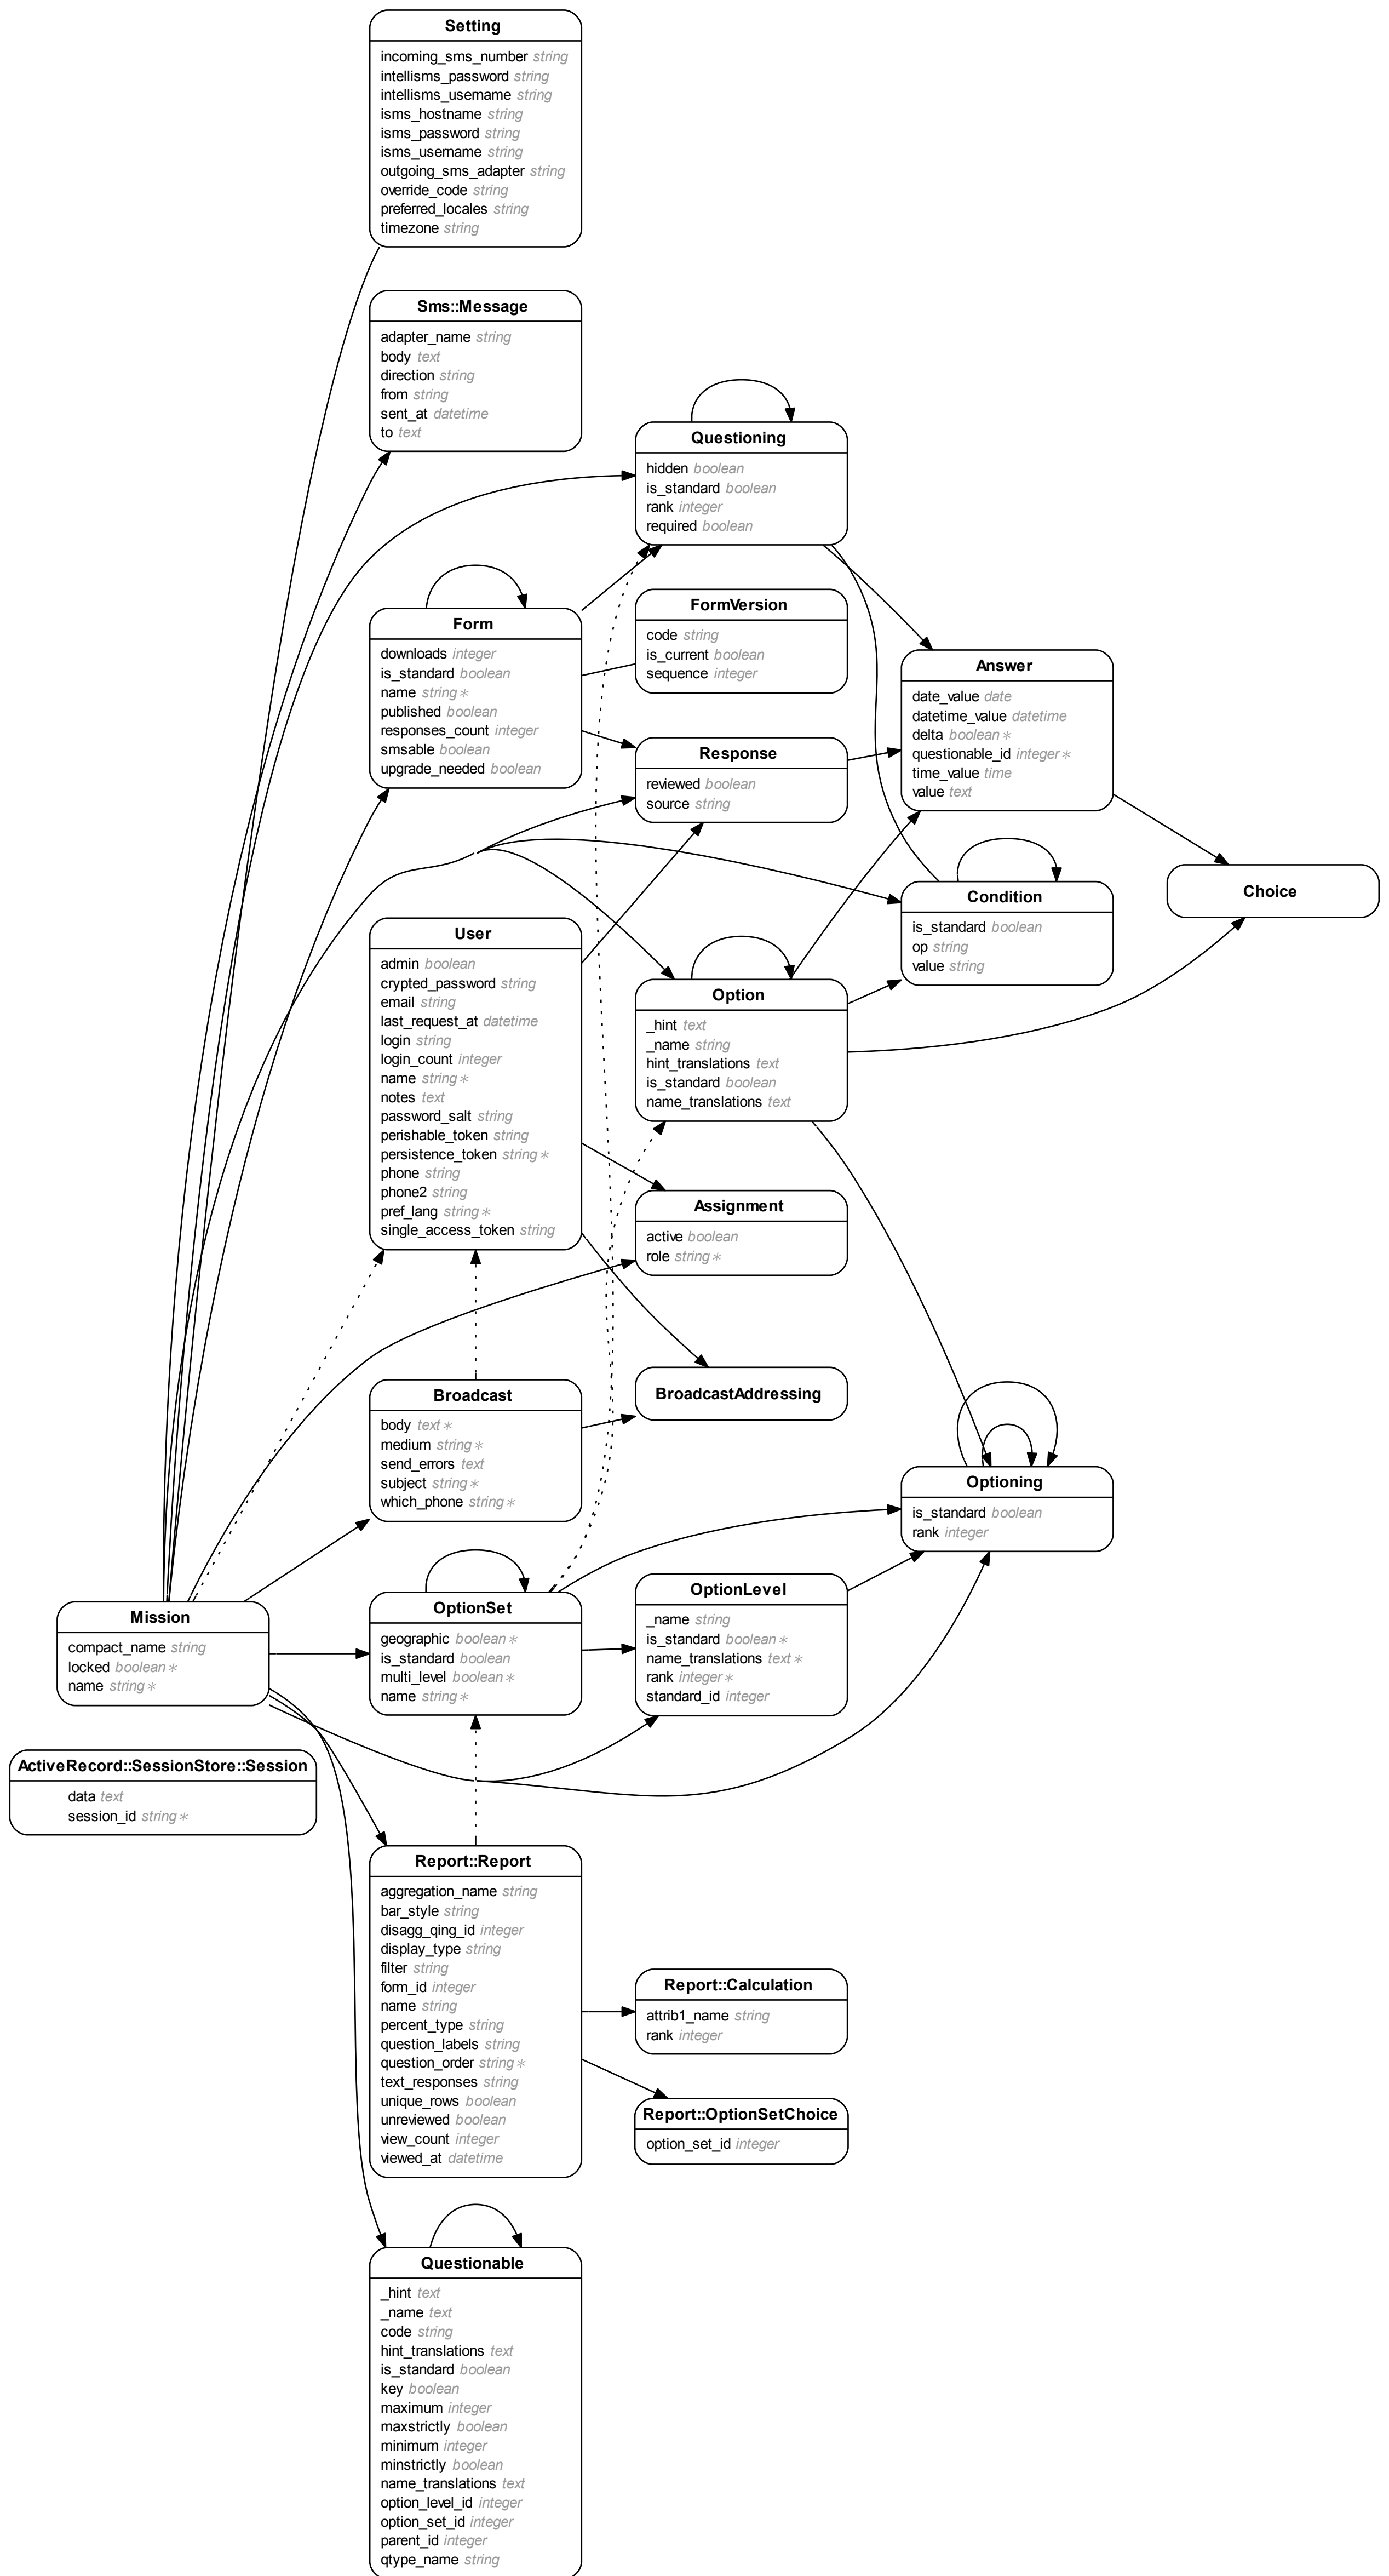 Setting
incoming_sms_number string
intellisms_password string
intellisms_username string
isms_hostname string
isms_password string
isms_username string
outgoing_sms_adapter string
override_code string
preferred_locales string
timezone string
Sms::Message
adapter_name string
body text
direction string
from string
sent_at datetime
to text
Questioning
hidden boolean
is_standard boolean
rank integer
required boolean
Form
downloads integer
is_standard boolean
name string ∗
published boolean
responses_count integer
smsable boolean
upgrade_needed boolean
FormVersion
code string
is_current boolean
sequence integer
Response
reviewed boolean
source string
Answer
date_value date
datetime_value datetime
delta boolean ∗
questionable_id integer ∗
time_value time
value text
Condition
is_standard boolean
op string
value string
Choice
User
admin boolean
crypted_password string
email string
last_request_at datetime
login string
login_count integer
name string ∗
notes text
password_salt string
perishable_token string
persistence_token string ∗
phone string
phone2 string
pref_lang string ∗
single_access_token string
Option
_hint text
_name string
hint_translations text
is_standard boolean
name_translations text
Assignment
active boolean
role string ∗
BroadcastAddressing
Broadcast
body text ∗
medium string ∗
send_errors text
subject string ∗
which_phone string ∗
Optioning
is_standard boolean
rank integer
Mission
compact_name string
locked boolean ∗
name string ∗
OptionSet
geographic boolean ∗
is_standard boolean
multi_level boolean ∗
name string ∗
OptionLevel
_name string
is_standard boolean ∗
name_translations text ∗
rank integer ∗
standard_id integer
ActiveRecord::SessionStore::Session
data text
session_id string ∗
Report::Report
aggregation_name string
bar_style string
disagg_qing_id integer
display_type string
filter string
form_id integer
name string
percent_type string
question_labels string
question_order string ∗
text_responses string
unique_rows boolean
unreviewed boolean
view_count integer
viewed_at datetime
Report::Calculation
attrib1_name string
rank integer
Report::OptionSetChoice
option_set_id integer
Questionable
_hint text
_name text
code string
hint_translations text
is_standard boolean
key boolean
maximum integer
maxstrictly boolean
minimum integer
minstrictly boolean
name_translations text
option_level_id integer
option_set_id integer
parent_id integer
qtype_name string